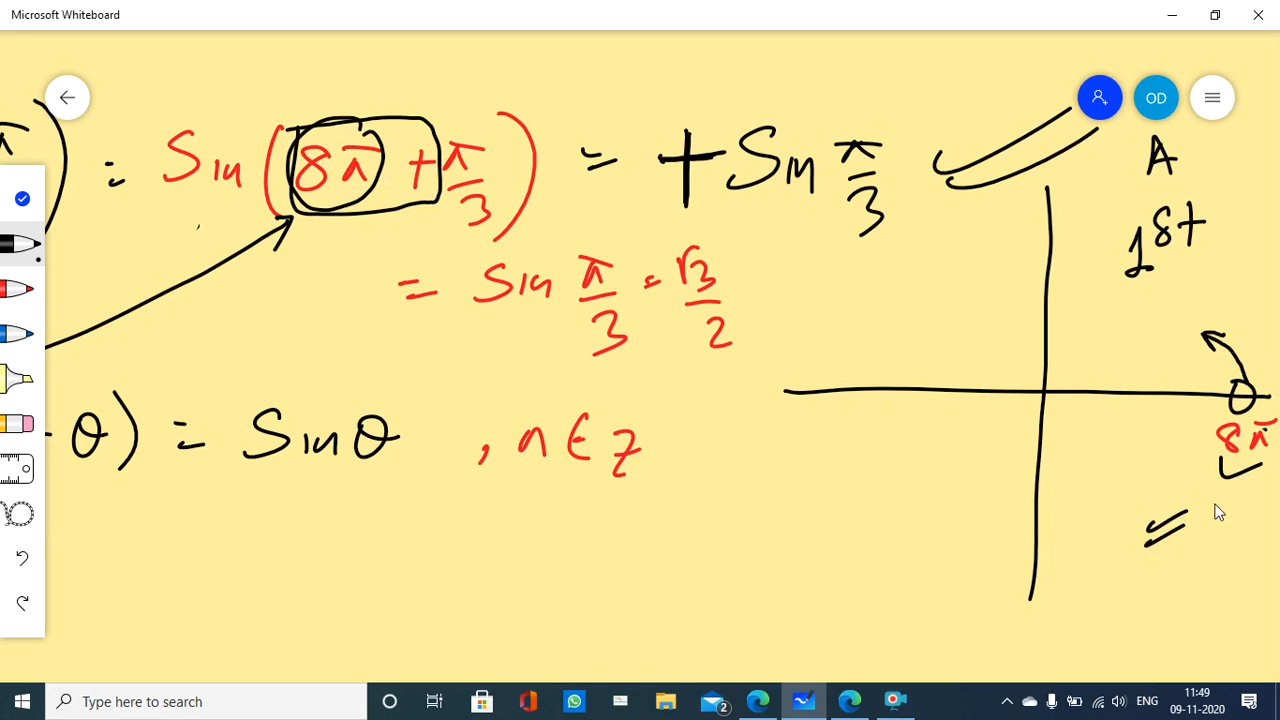 Microsoft Whiteboard
OD
π) = Sin(8π + π/3) = + Sin π/3
= Sin π/3 = √3/2
A
1st
8π
θ) = Sinθ , n ∈ z
Type here to search
2
ENG
11:49
09-11-2020